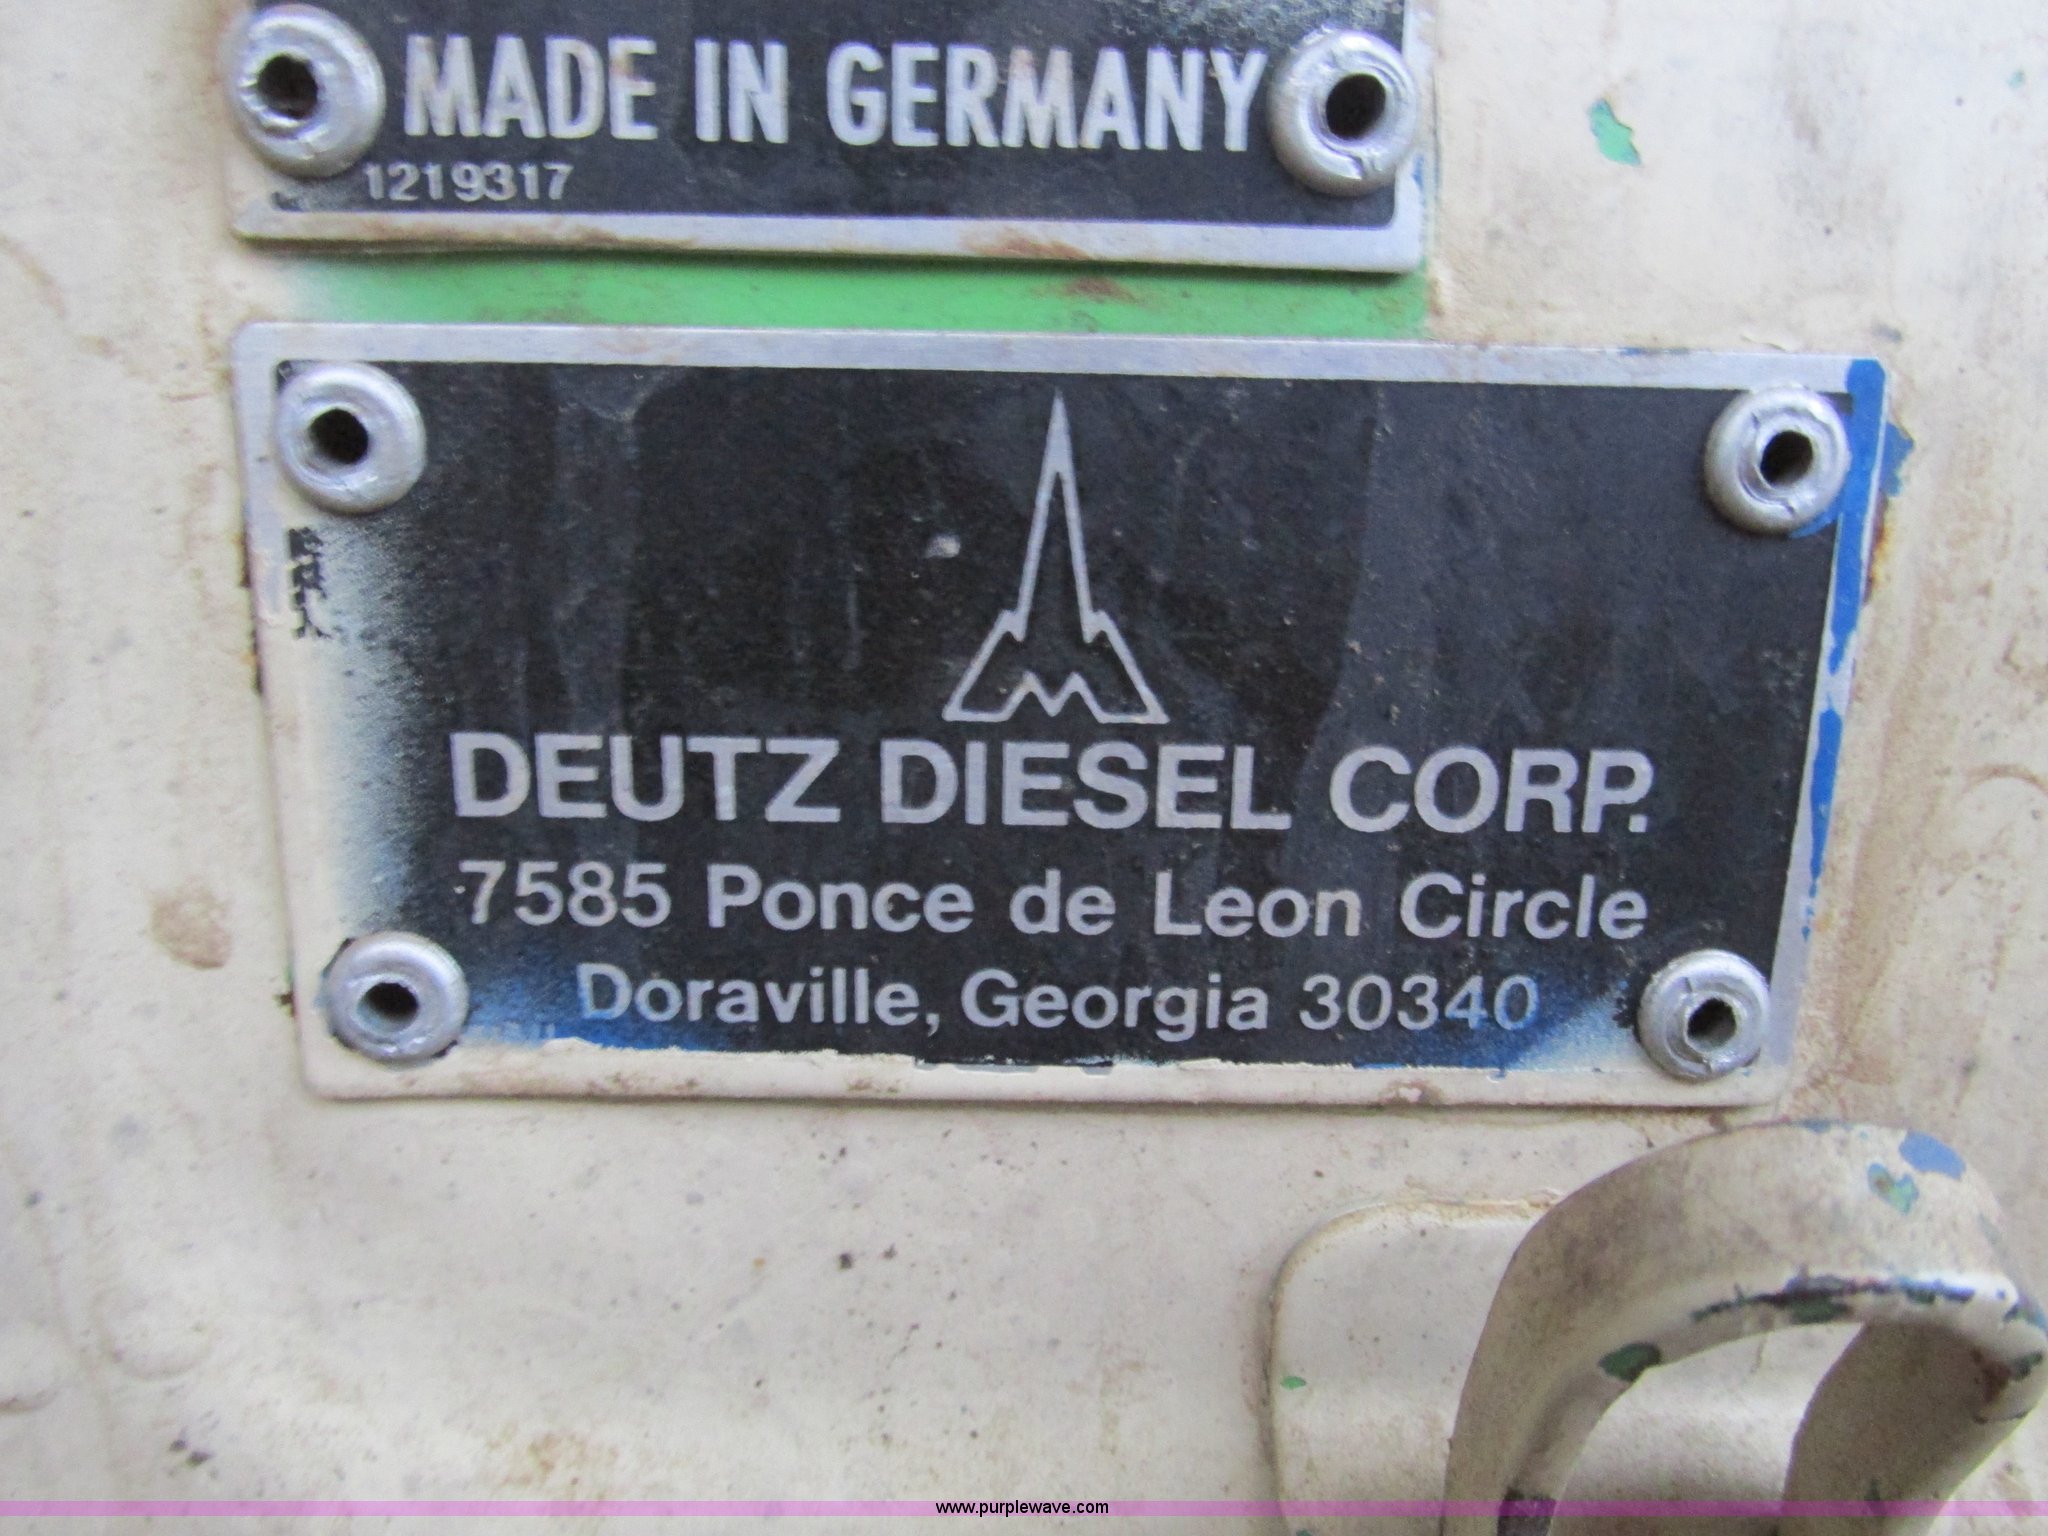 MADE IN GERMANY
1219317
DEUTZ DIESEL CORP.
7585 Ponce de Leon Circle
Doraville, Georgia 30340
www.purplewave.com